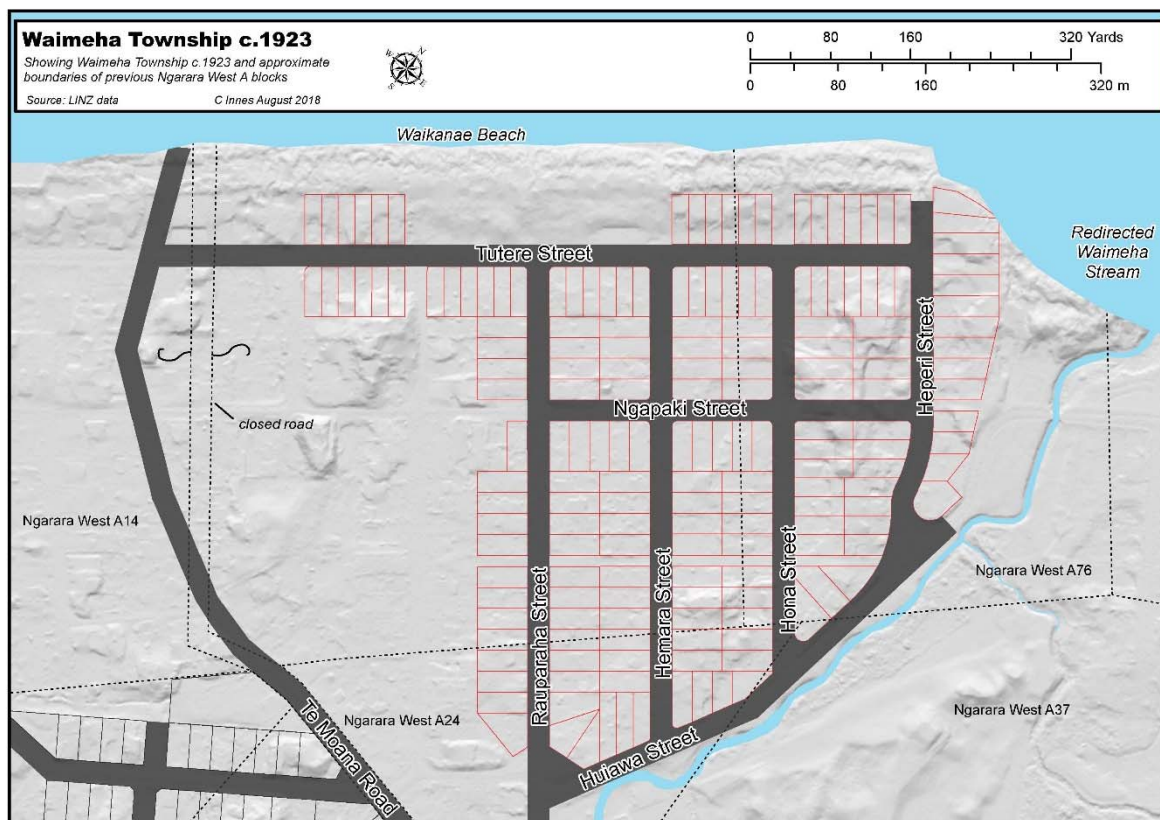 Waimeha Township c.1923
Showing Waimeha Township c.1923 and approximate
boundaries of previous Ngarara West A blocks
Source: LINZ data C Innes August 2018
N
E
S
W
0 80 160 320 Yards
0 80 160 320 m
Waikanae Beach
Redirected
Waimeha
Stream
Tutere Street
Heperi Street
Ngapaki Street
closed road
Ngarara West A14
Rauparaha Street
Hemara Street
Hona Street
Ngarara West A76
Te Moana Road
Ngarara West A24
Huiawa Street
Ngarara West A37